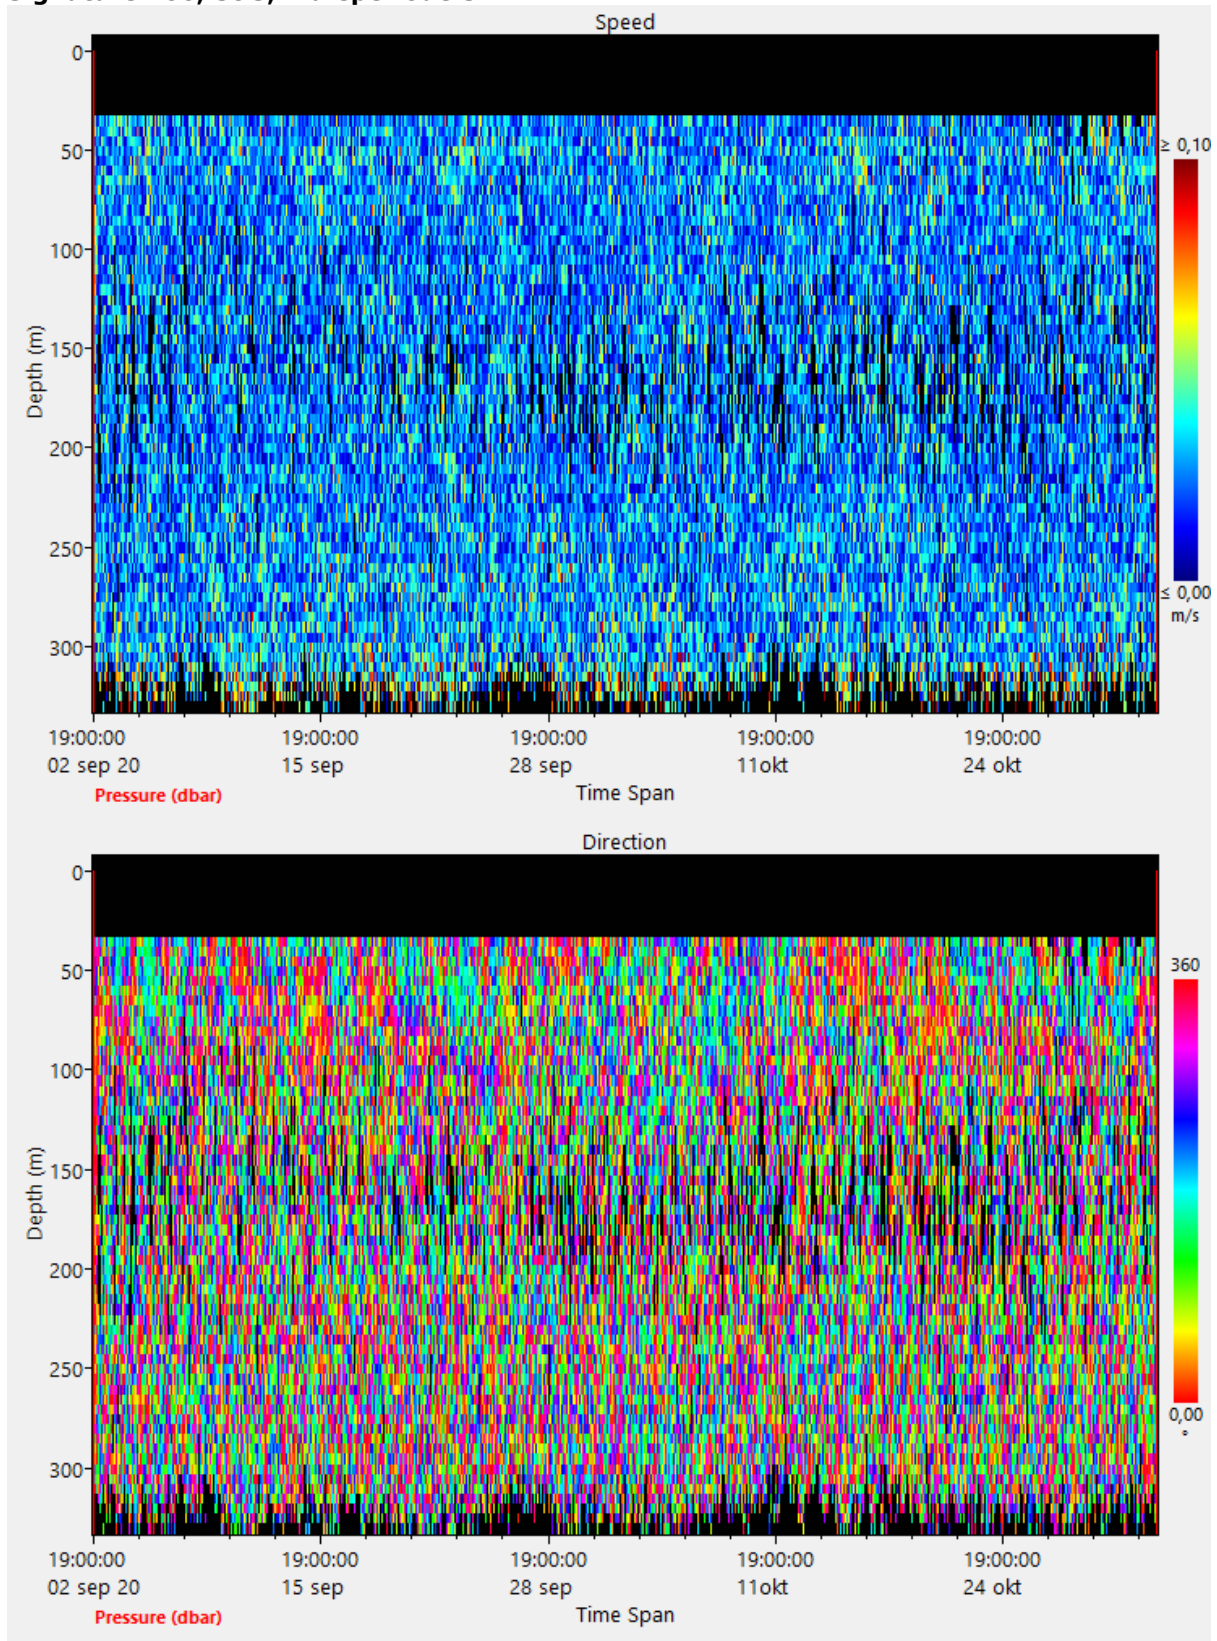 Speed
0
50
100
150
200
250
300
Depth (m)
≥ 0,10
≤ 0,00
m/s
19:00:00 19:00:00 19:00:00 19:00:00 19:00:00
02 sep 20 15 sep 28 sep 11okt 24 okt
Pressure (dbar) Time Span
Direction
0
50
100
150
200
250
300
Depth (m)
360
0,00
°
19:00:00 19:00:00 19:00:00 19:00:00 19:00:00
02 sep 20 15 sep 28 sep 11okt 24 okt
Pressure (dbar) Time Span